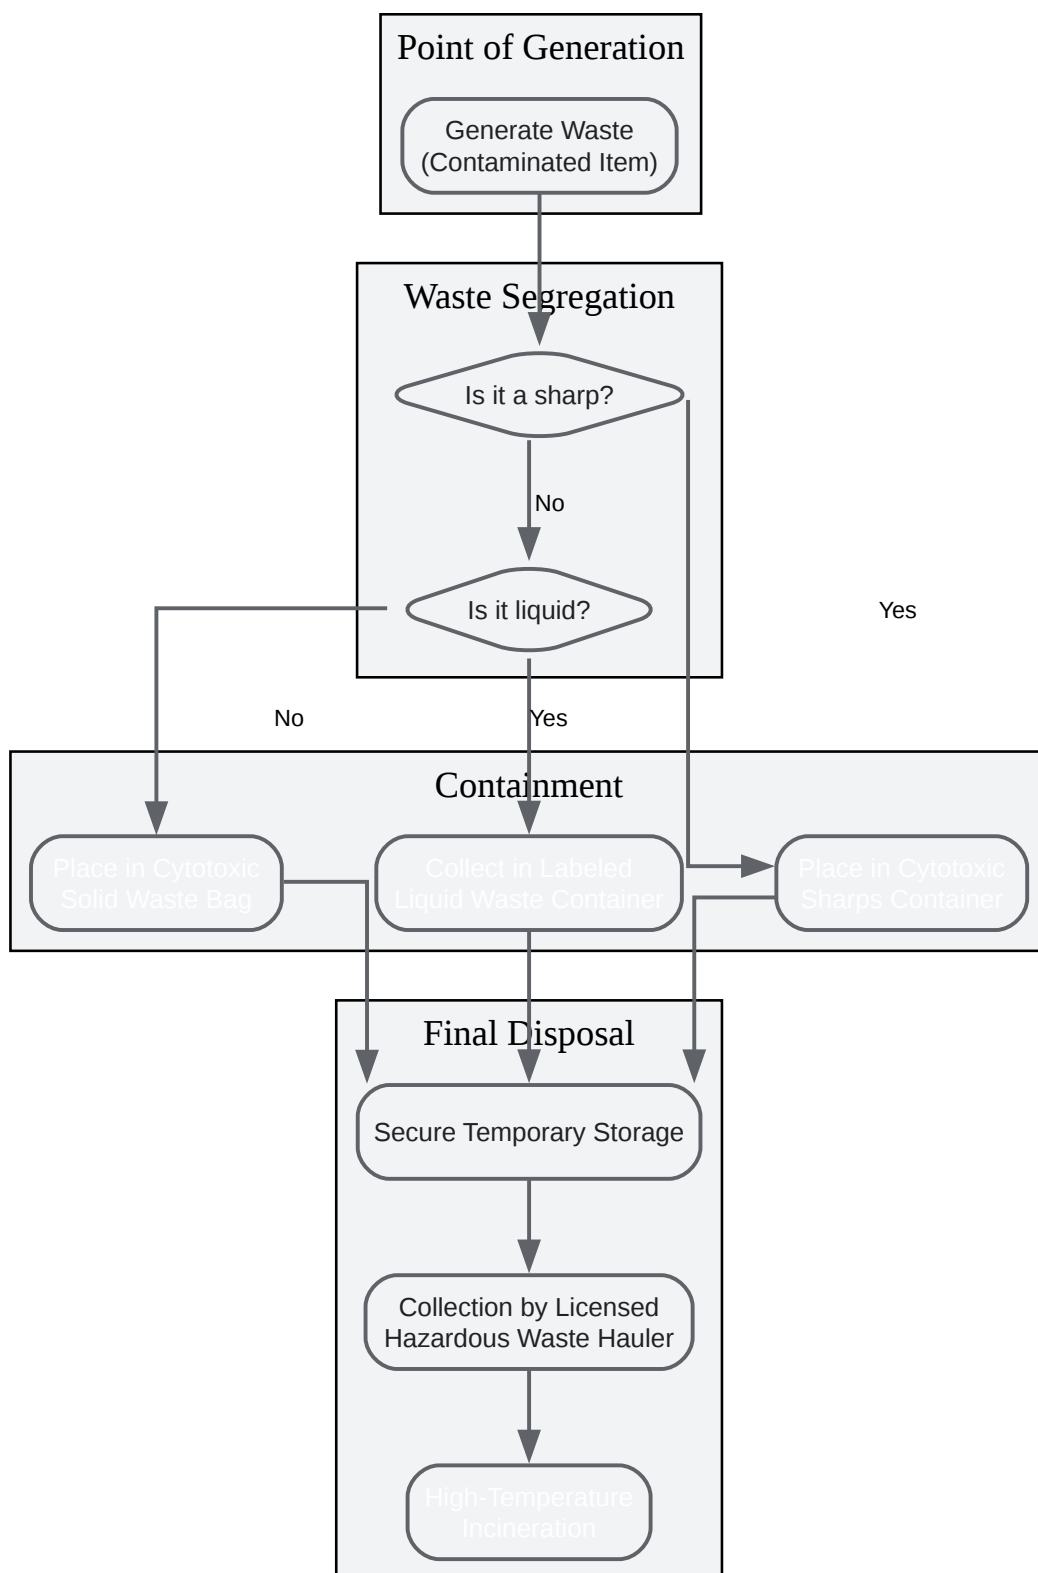 Point of Generation
Generate Waste
(Contaminated Item)
Waste Segregation
Is it a sharp?
No
Is it liquid?
Yes
No
Yes
Containment
Place in Cytotoxic
Solid Waste Bag
Collect in Labeled
Liquid Waste Container
Place in Cytotoxic
Sharps Container
Final Disposal
Secure Temporary Storage
Collection by Licensed
Hazardous Waste Hauler
High-Temperature
Incineration